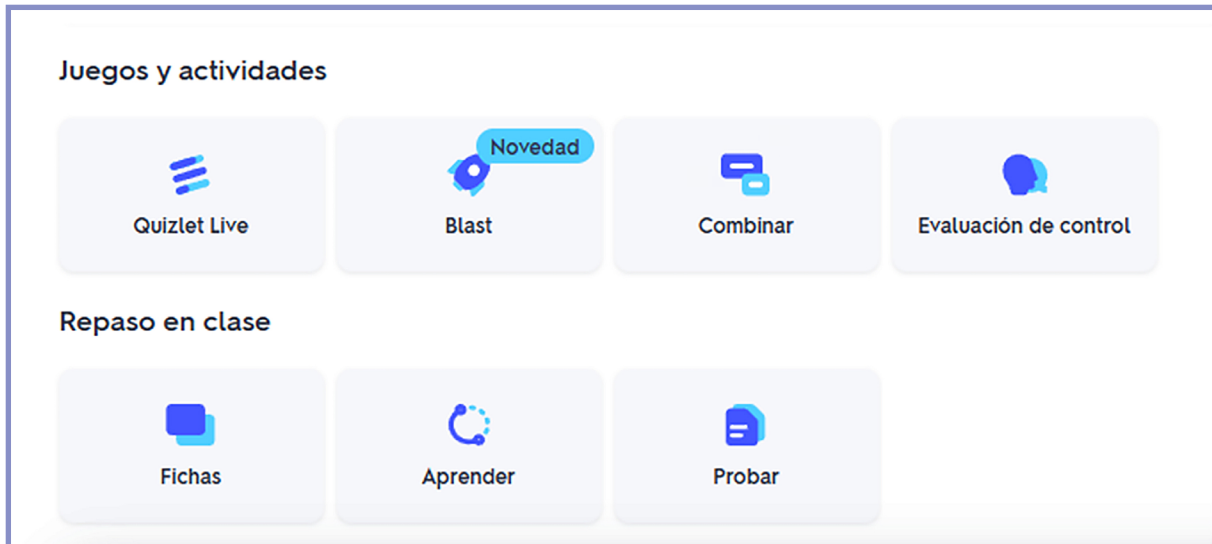 Juegos y actividades
Novedad
Quizlet Live
Blast
Combinar
Evaluación de control
Repaso en clase
Fichas
Aprender
Probar